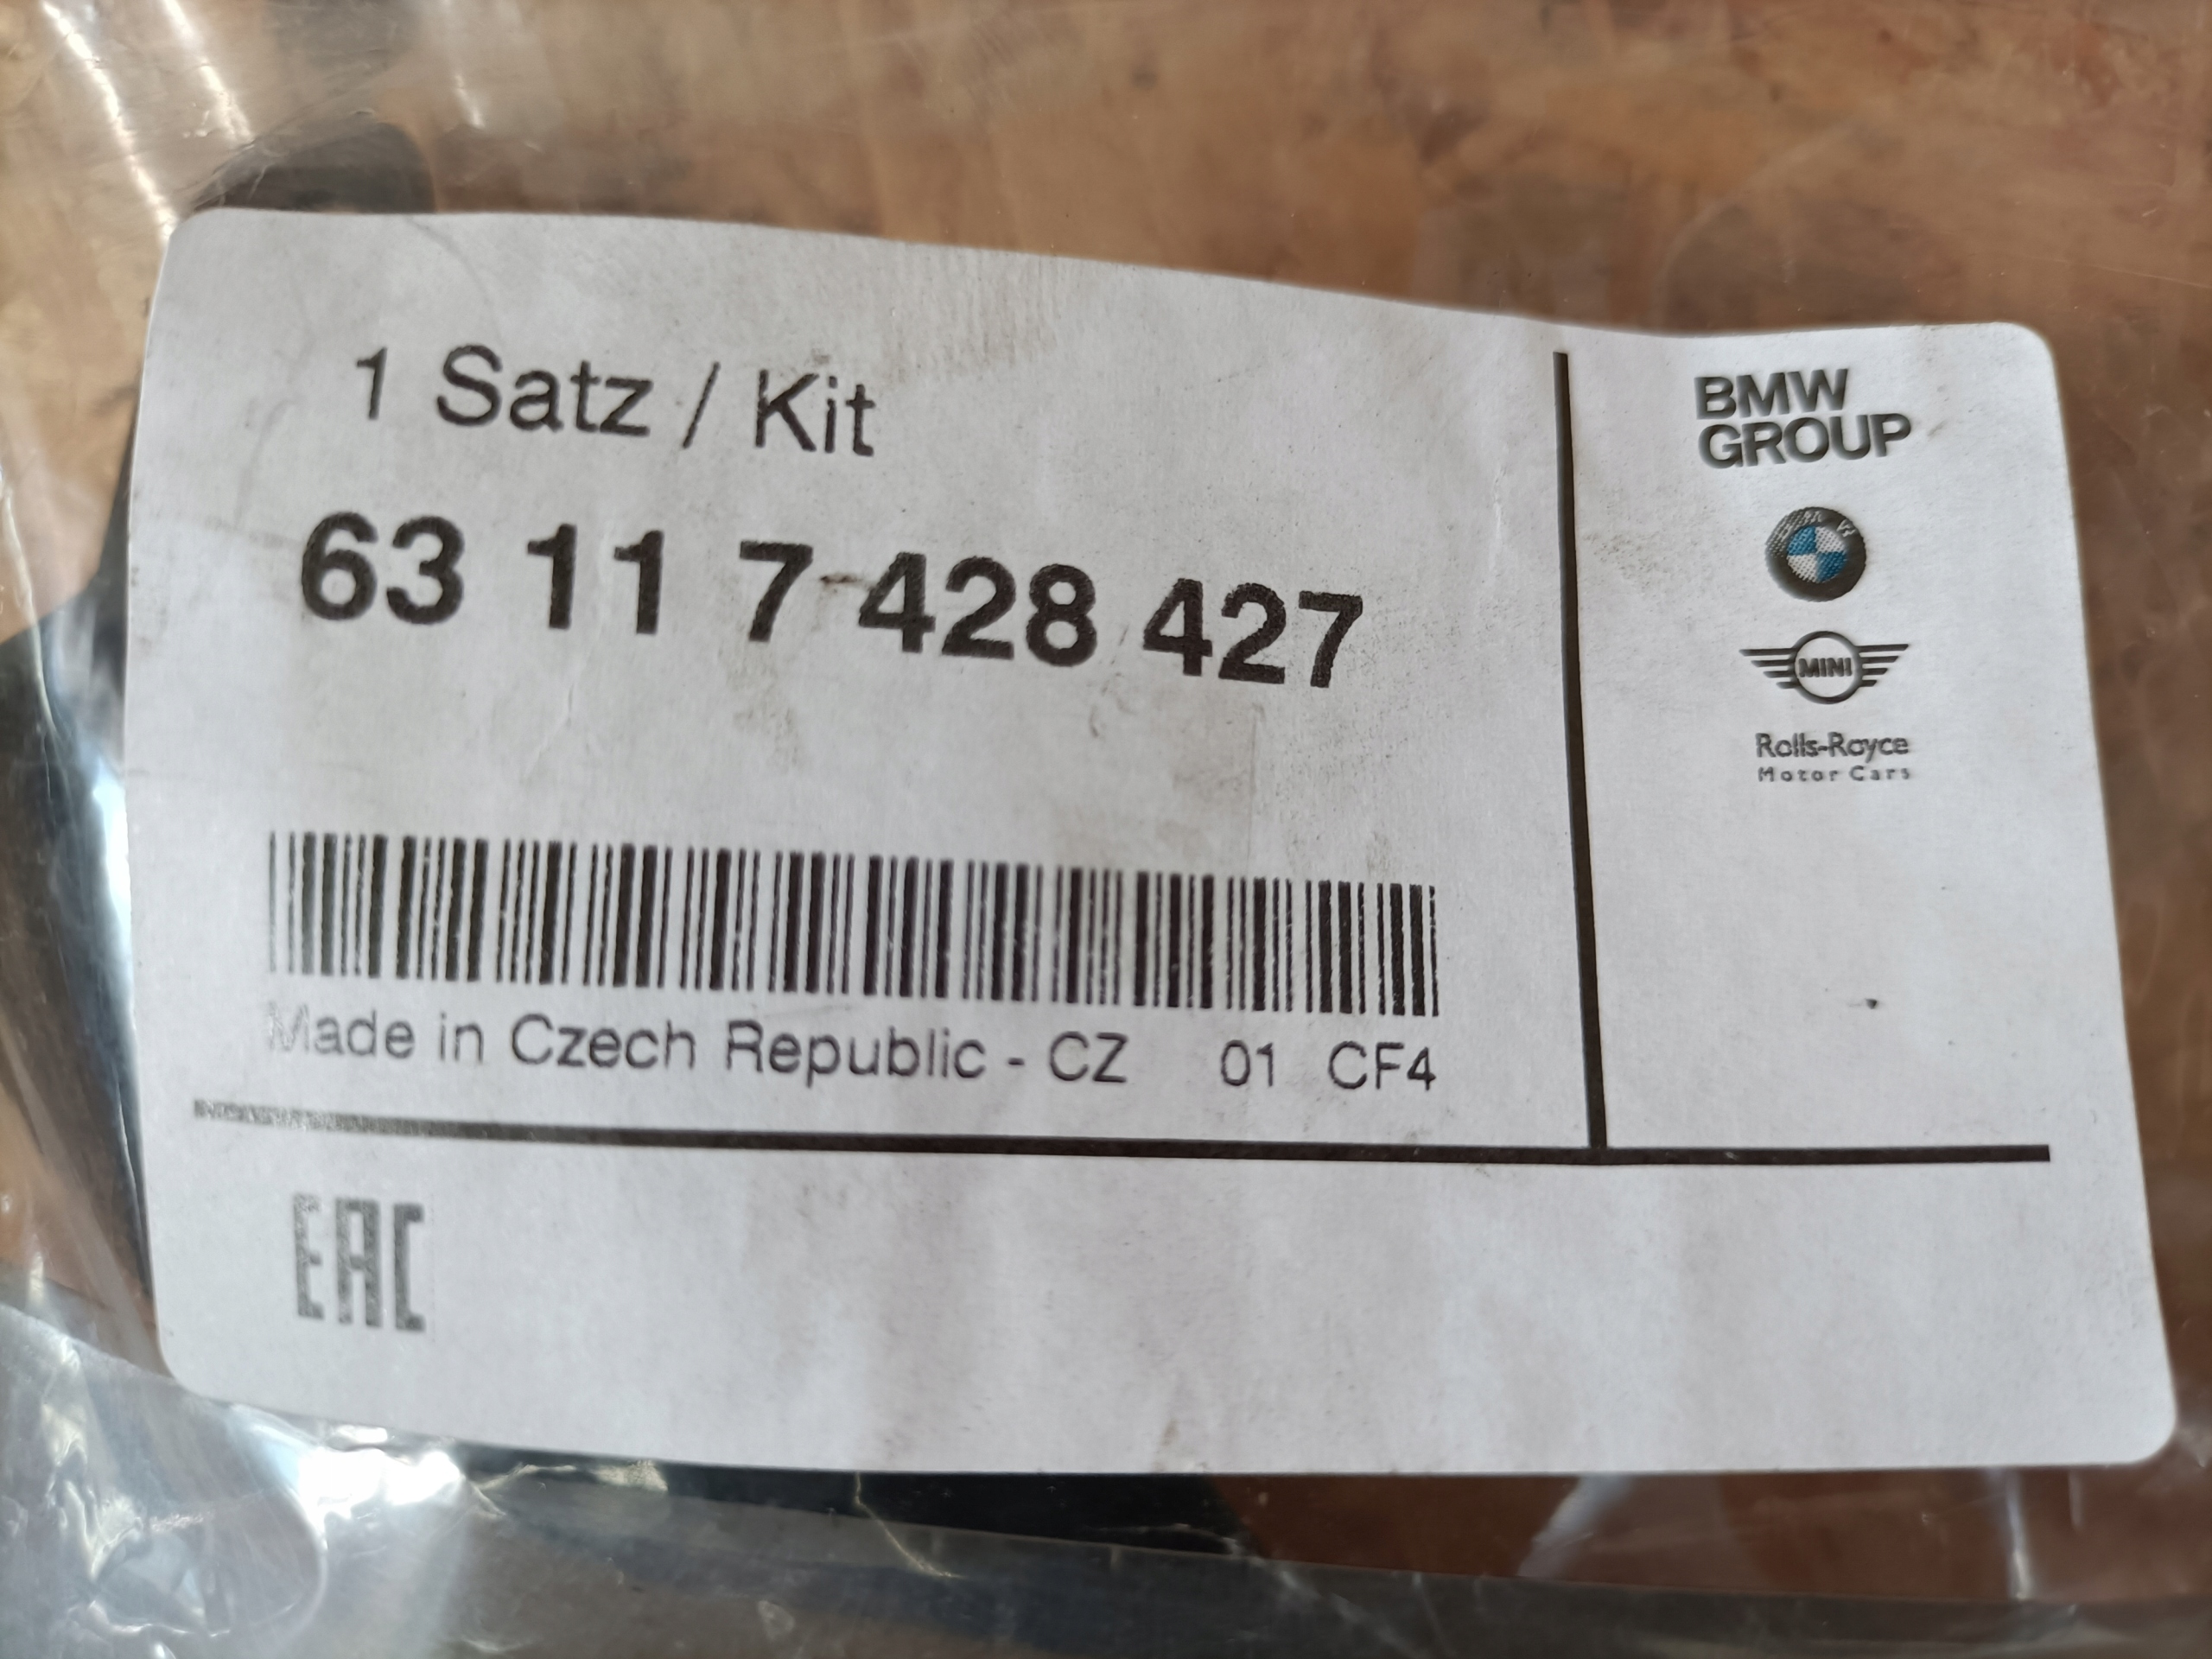 1 Satz / Kit
63 11 7 428 427
Made in Czech Republic - CZ 01 CF4
EAC
BMW
GROUP
BMW
MINI
Rolls-Royce
Motor Cars